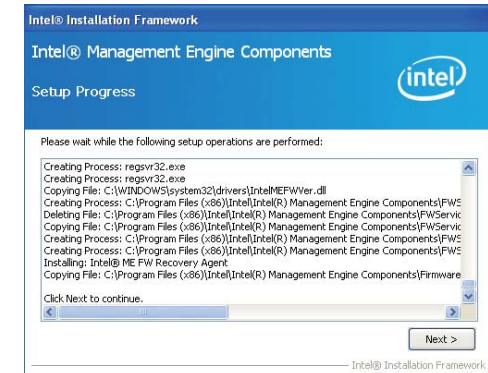 Intel® Installation Framework
Intel® Management Engine Components
intel
Setup Progress
Please wait while the following setup operations are performed:
Creating Process: regsvr32.exe
Creating Process: regsvr32.exe
Copying File: C:\WINDOWS\system32\drivers\IntelMEFWVer.dll
Creating Process: C:\Program Files (x86)\Intel\Intel(R) Management Engine Components\FWS
Deleting File: C:\Program Files (x86)\Intel\Intel(R) Management Engine Components\FWServic
Copying File: C:\Program Files (x86)\Intel\Intel(R) Management Engine Components\FWServic
Creating Process: C:\Program Files (x86)\Intel\Intel(R) Management Engine Components\FWS
Creating Process: C:\Program Files (x86)\Intel\Intel(R) Management Engine Components\FWS
Installing: Intel® ME FW Recovery Agent
Copying File: C:\Program Files (x86)\Intel\Intel(R) Management Engine Components\Firmware
Click Next to continue.
Next >
Intel® Installation Framework